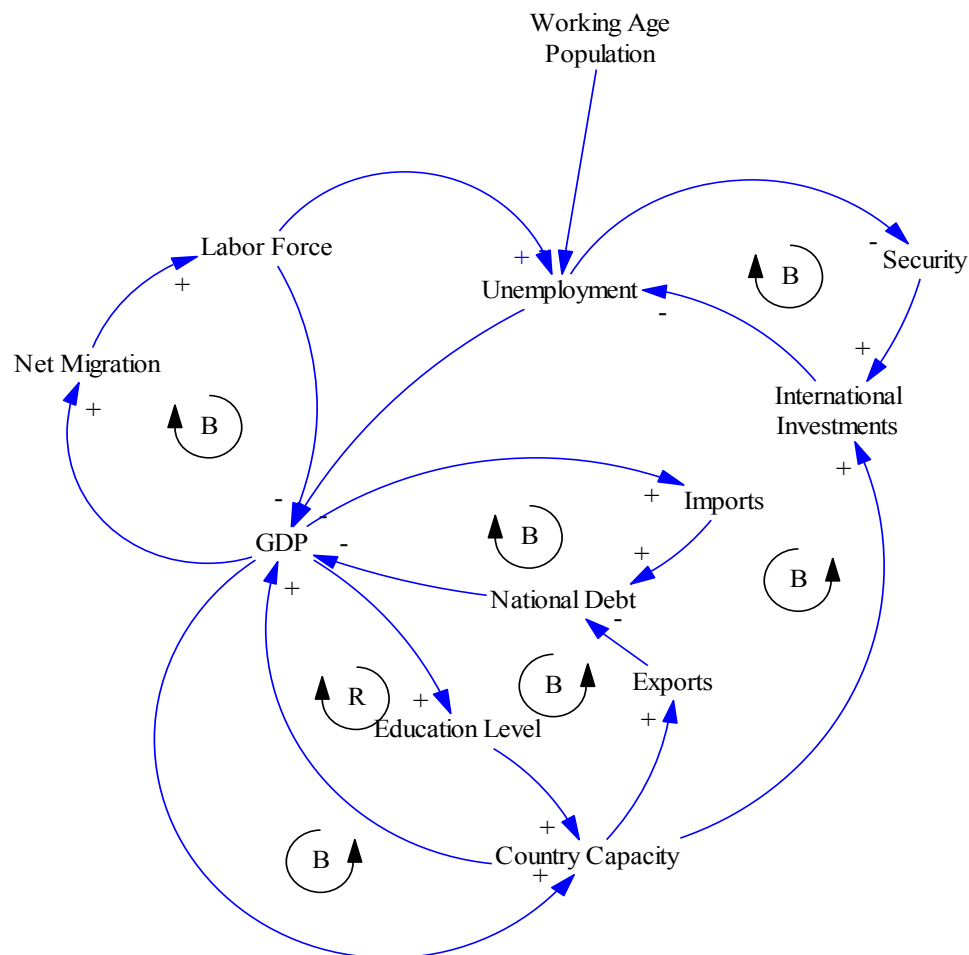 Working Age
Population
Labor Force
+
-
Security
B
Unemployment
+
-
Net Migration
+
+
International
Investments
B
+
-
+
Imports
-
B
-
GDP
+
+
B
National Debt
-
B
Exports
R
+
+
Education Level
+
Country Capacity
B
+